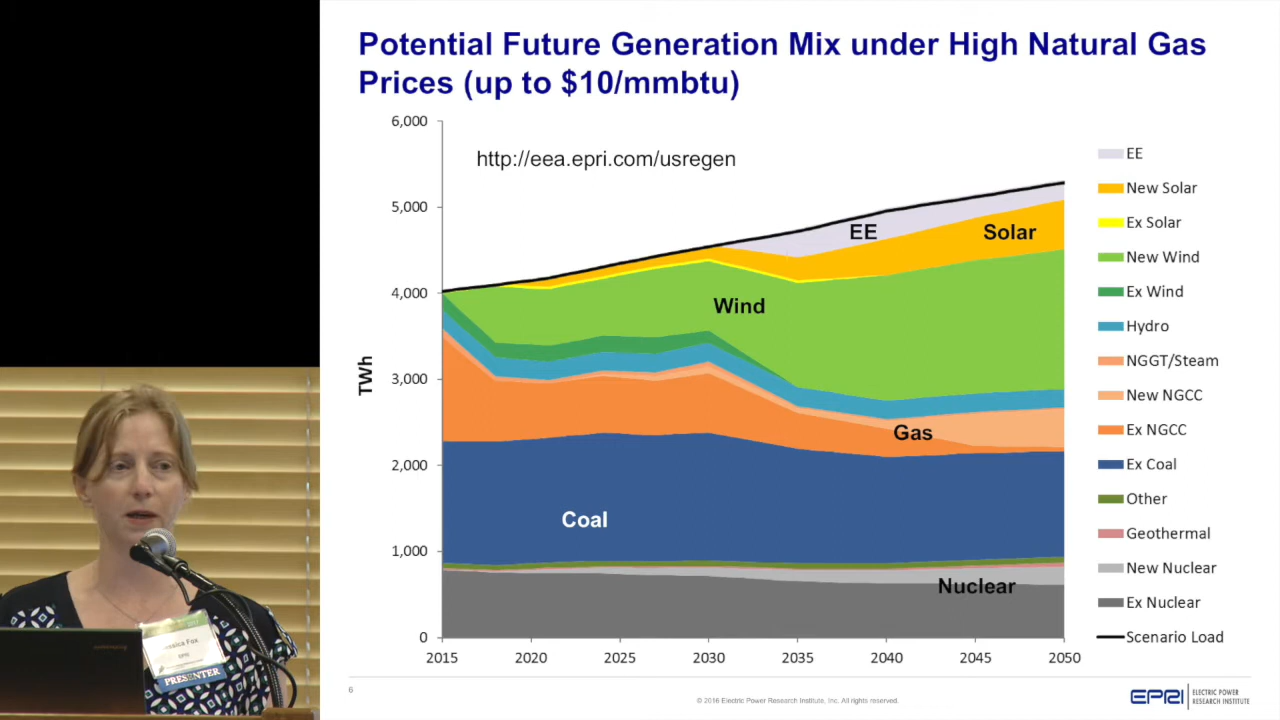 Potential Future Generation Mix under High Natural Gas
Prices (up to $10/mmbtu)
6,000
5,000
4,000
3,000
2,000
1,000
0
TWh
http://eea.epri.com/usregen
EE
Solar
Wind
Gas
Coal
Nuclear
2015 2020 2025 2030 2035 2040 2045 2050
EE
New Solar
Ex Solar
New Wind
Ex Wind
Hydro
NGGT/Steam
New NGCC
Ex NGCC
Ex Coal
Other
Geothermal
New Nuclear
Ex Nuclear
Scenario Load
Fox
EPRI
PRESENTER
6
© 2016 Electric Power Research Institute, Inc. All rights reserved.
EPRI
ELECTRIC POWER
RESEARCH INSTITUTE